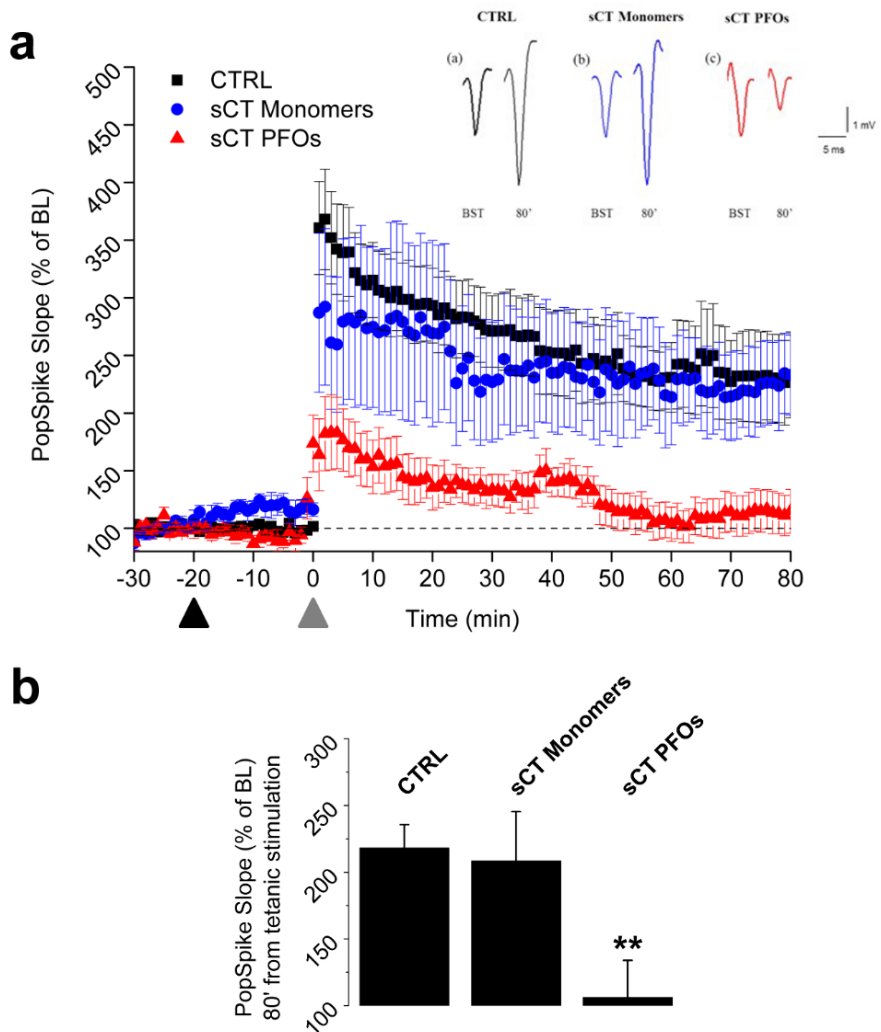 a
CTRL
sCT Monomers
sCT PFOs
CTRL
sCT Monomers
sCT PFOs
(a)
(b)
(c)
1 mV
5 ms
BST 80'
BST 80'
BST 80'
PopSpike Slope (% of BL)
500
450
400
350
300
250
200
150
100
-30 -20 -10 0 10 20 30 40 50 60 70 80
Time (min)
b
PopSpike Slope (% of BL)
80' from tetanic stimulation
300
250
200
150
100
CTRL
sCT Monomers
sCT PFOs
**